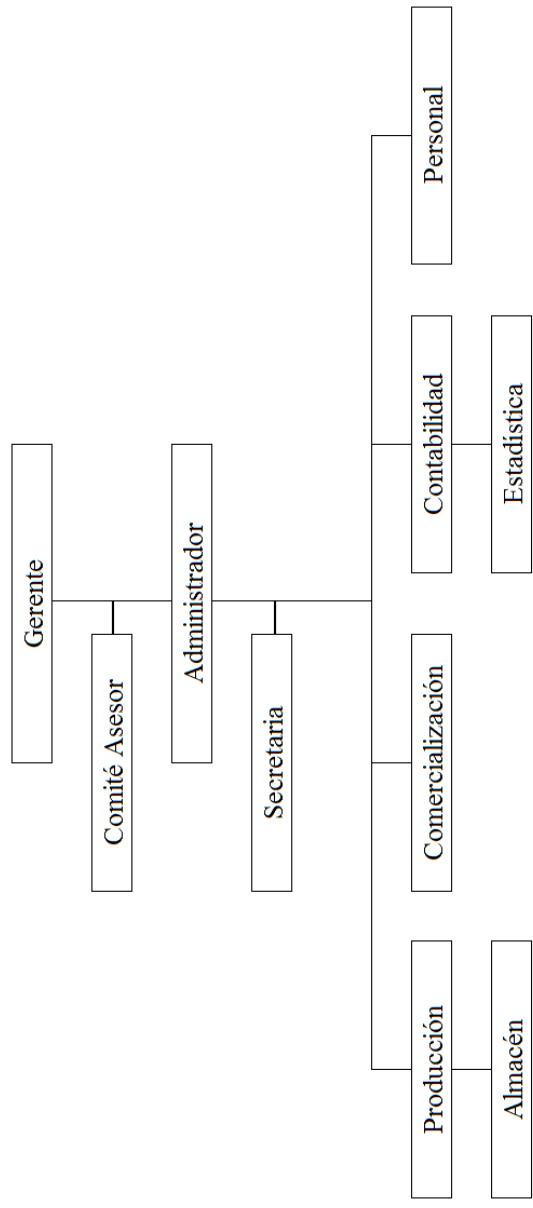 Gerente
Comité Asesor
Administrador
Secretaria
Producción
Comercialización
Contabilidad
Personal
Almacén
Estadística